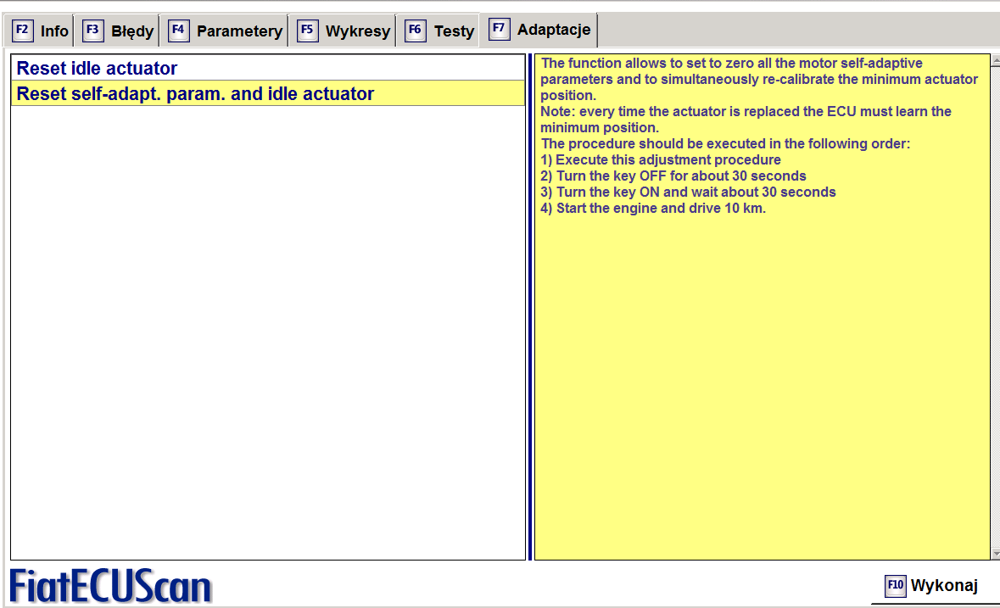 F2 Info F3 Błędy F4 Parametery F5 Wykresy F6 Testy F7 Adaptacje
Reset idle actuator
Reset self-adapt. param. and idle actuator
The function allows to set to zero all the motor self-adaptive
parameters and to simultaneously re-calibrate the minimum actuator
position.
Note: every time the actuator is replaced the ECU must learn the
minimum position.
The procedure should be executed in the following order:
1) Execute this adjustment procedure
2) Turn the key OFF for about 30 seconds
3) Turn the key ON and wait about 30 seconds
4) Start the engine and drive 10 km.
FiatECUScan
F10 Wykonaj